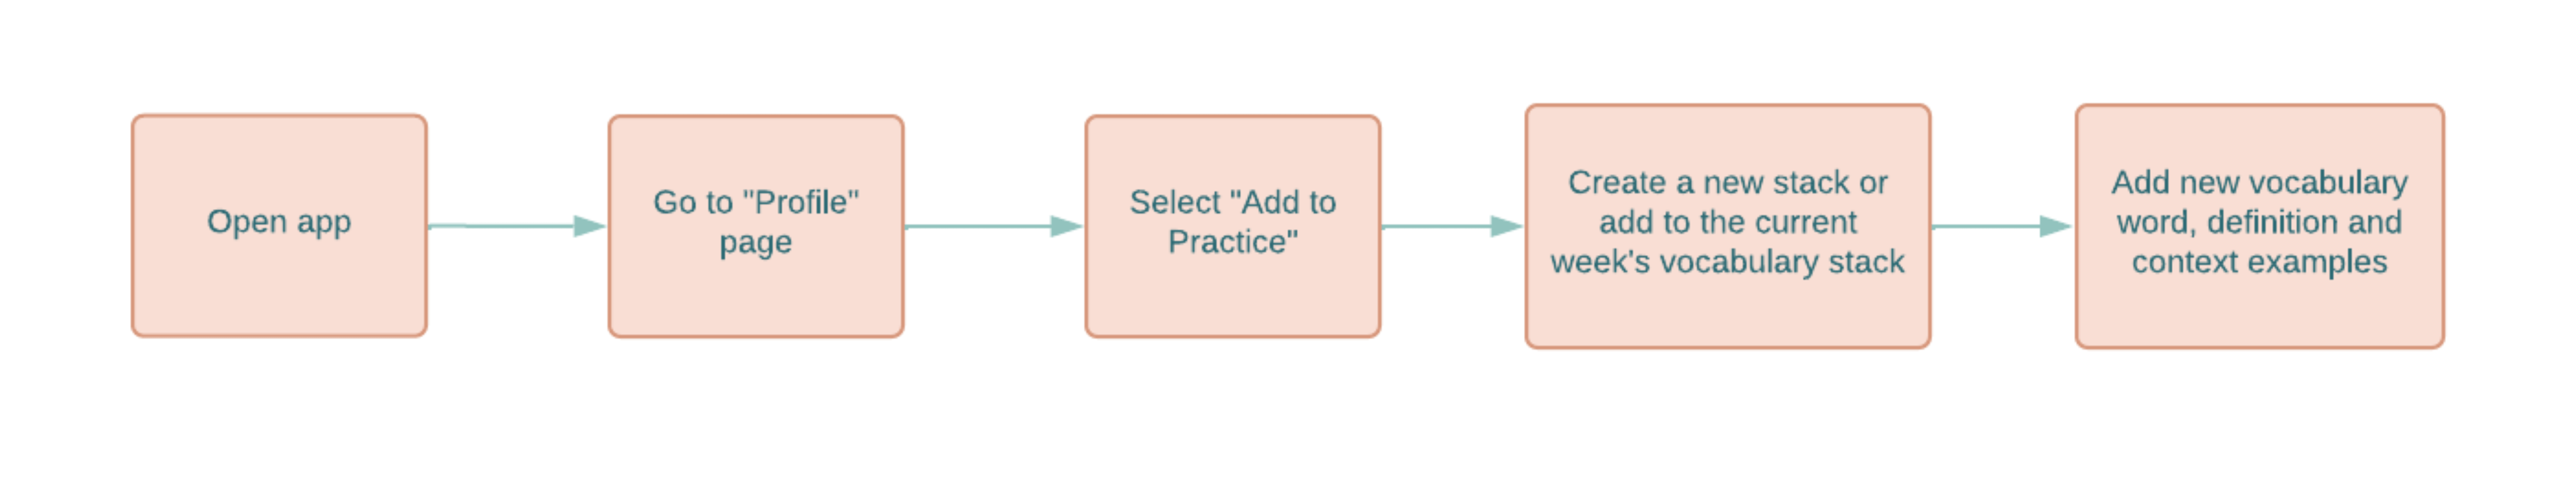 Open app
Go to "Profile"
page
Select "Add to
Practice"
Create a new stack or
add to the current
week's vocabulary stack
Add new vocabulary
word, definition and
context examples